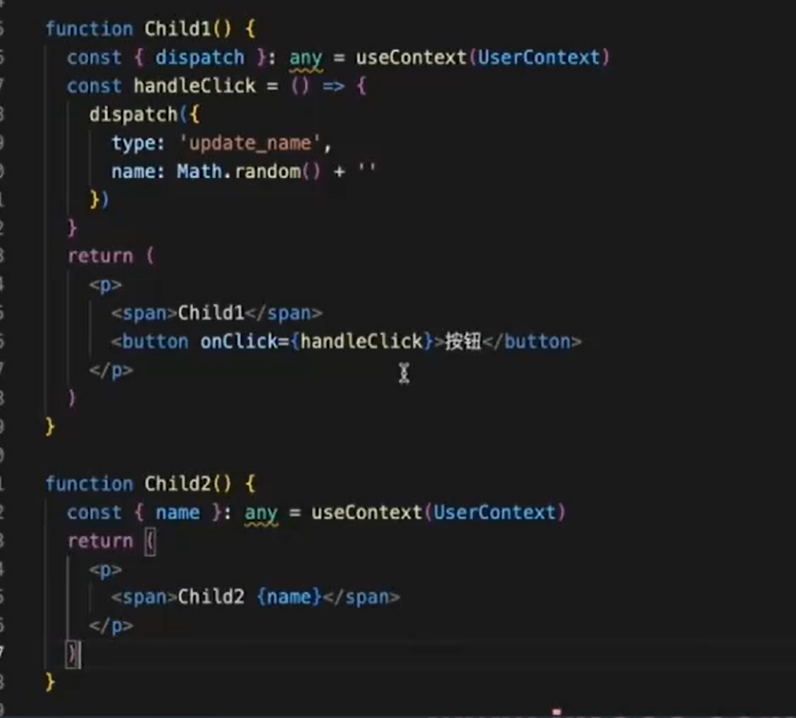 function Child1() {
  const { dispatch }: any = useContext(UserContext)
  const handleClick = () => {
    dispatch({
      type: 'update_name',
      name: Math.random() + ''
    })
  }
  return (
    <p>
      <span>Child1</span>
      <button onClick={handleClick}>按钮</button>
    </p>
  )
}

function Child2() {
  const { name }: any = useContext(UserContext)
  return (
    <p>
      <span>Child2 {name}</span>
    </p>
  )
}